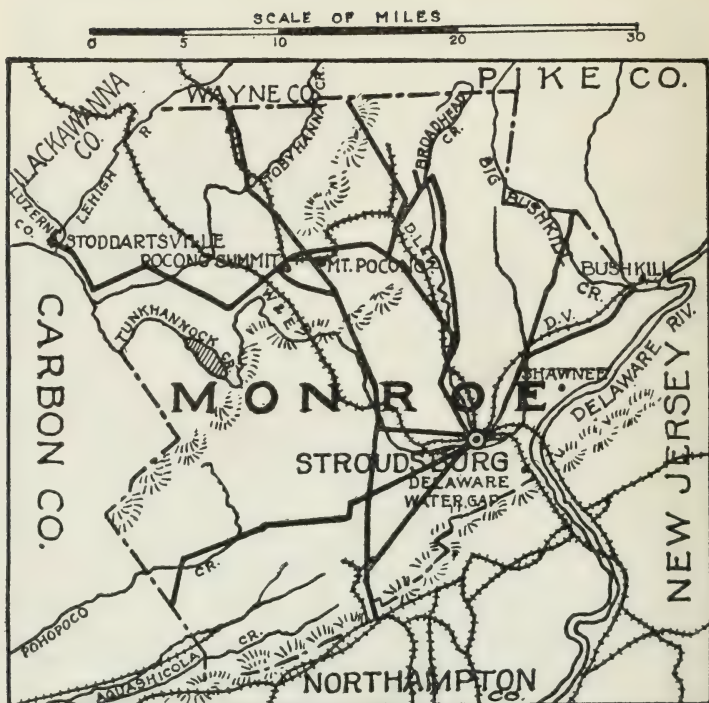 SCALE OF MILES
0 5 10 20 30
PIKE CO.
WAYNE CO.
LACKAWANNA
CO.
TOBYHANNA CR.
BROADHEAD
CR.
LEHIGH R
LUZERNE
CO.
BIG
BUSHKILL
CR.
STODDARTSVILLE
POCONO SUMMIT
MT. POCONO
D.L.&W.
BUSHKILL
W & E
D.V.
TUNKHANNOCK
CR.
SHAWNEE
DELAWARE RIV.
CARBON CO.
MONROE
NEW JERSEY
STROUDSBURG
DELAWARE
WATER GAP
POHOPOCO
CR.
AQUASHICOLA
CR.
NORTHAMPTON
CO.